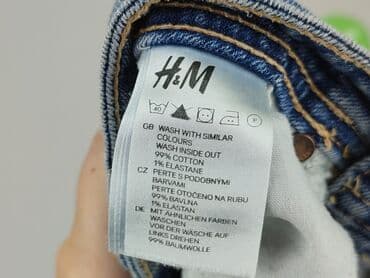 H&M
GB WASH WITH SIMILAR
COLOURS
WASH INSIDE OUT
99% COTTON
1% ELASTANE
CZ PERTE S PODOBNÝMI
BARVAMI
PERTE OTOČENO NA RUBU
99% BAVLNA
1% ELASTAN
DE MIT ÄHNLICHEN FARBEN
WASCHEN
VOR DER WÄSCHE AUF
LINKS DREHEN.
99% BAUMWOLLE